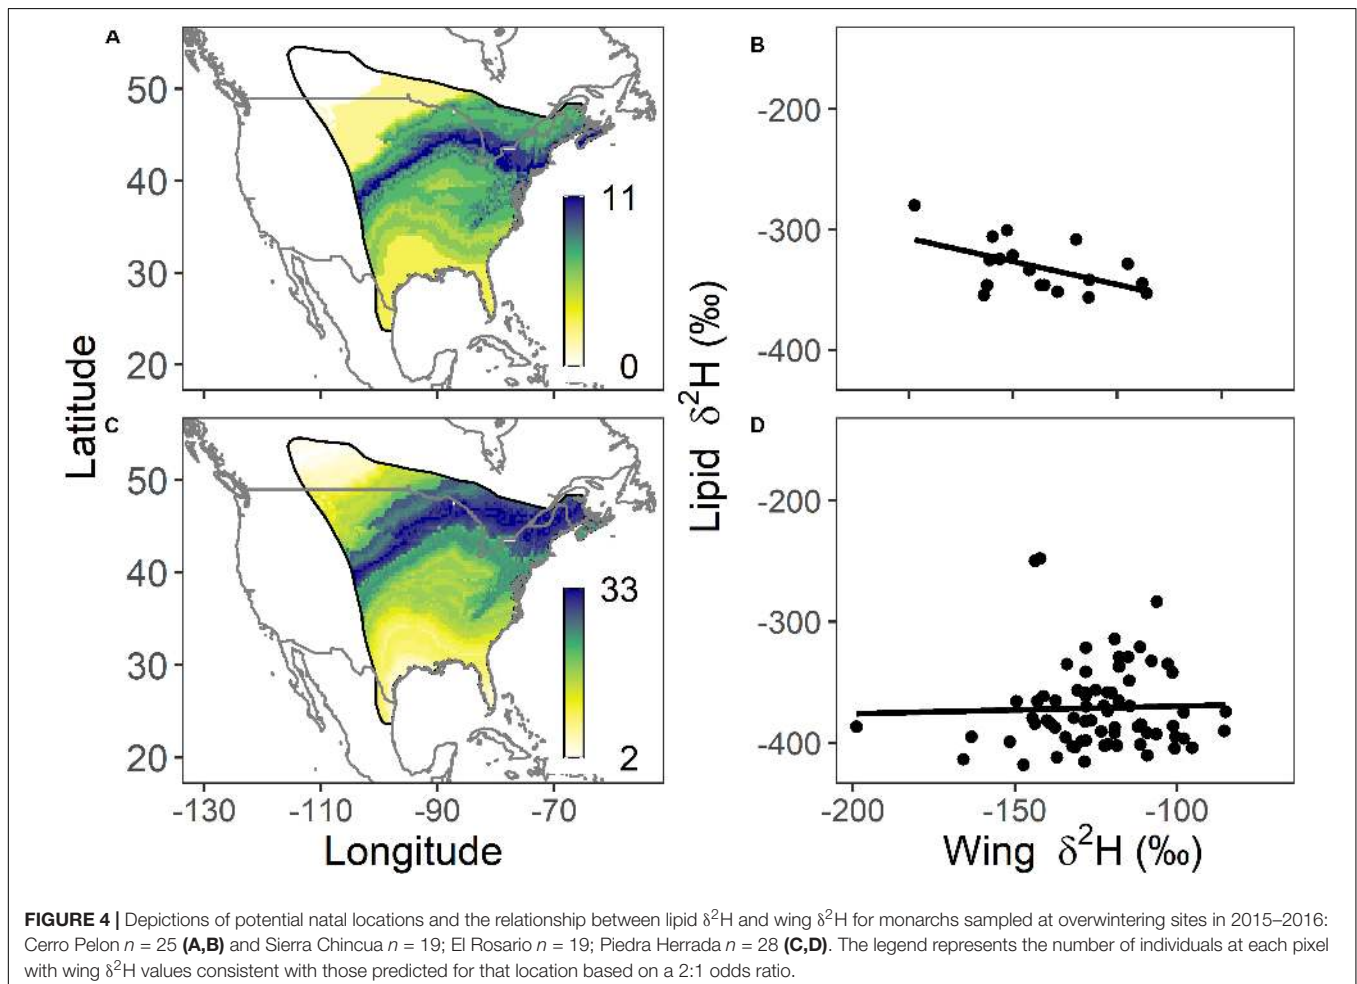 A
50
40
30
20
11
0
-130
-110
-90
-70
Latitude
Longitude
B
-200
-300
-400
C
50
40
30
20
33
2
D
-200
-300
-400
-200
-150
-100
Lipid δ²H (‰)
Wing δ²H (‰)
FIGURE 4 | Depictions of potential natal locations and the relationship between lipid δ²H and wing δ²H for monarchs sampled at overwintering sites in 2015–2016:
Cerro Pelon n = 25 (A,B) and Sierra Chincua n = 19; El Rosario n = 19; Piedra Herrada n = 28 (C,D). The legend represents the number of individuals at each pixel
with wing δ²H values consistent with those predicted for that location based on a 2:1 odds ratio.